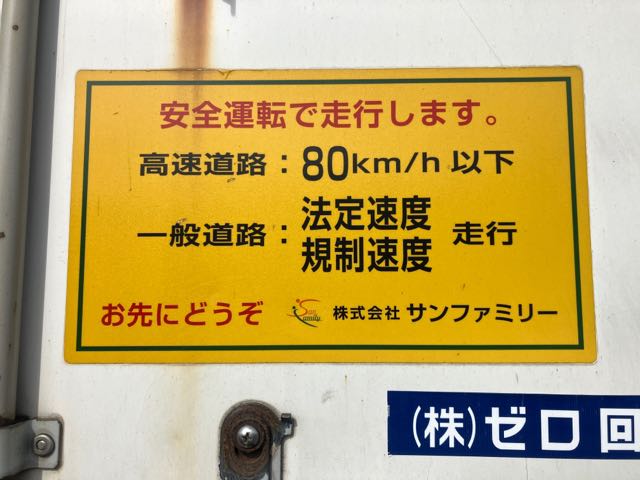 安全運転で走行します。
高速道路：80km/h 以下
一般道路：法定速度 走行
規制速度
お先にどうぞ San Family 株式会社 サンファミリー
(株)ゼロ回